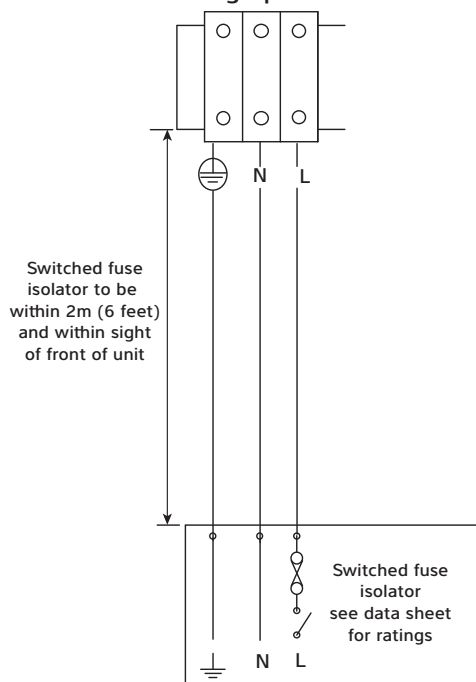 N L
Switched fuse
isolator to be
within 2m (6 feet)
and within sight
of front of unit
Switched fuse
isolator
see data sheet
for ratings
N L